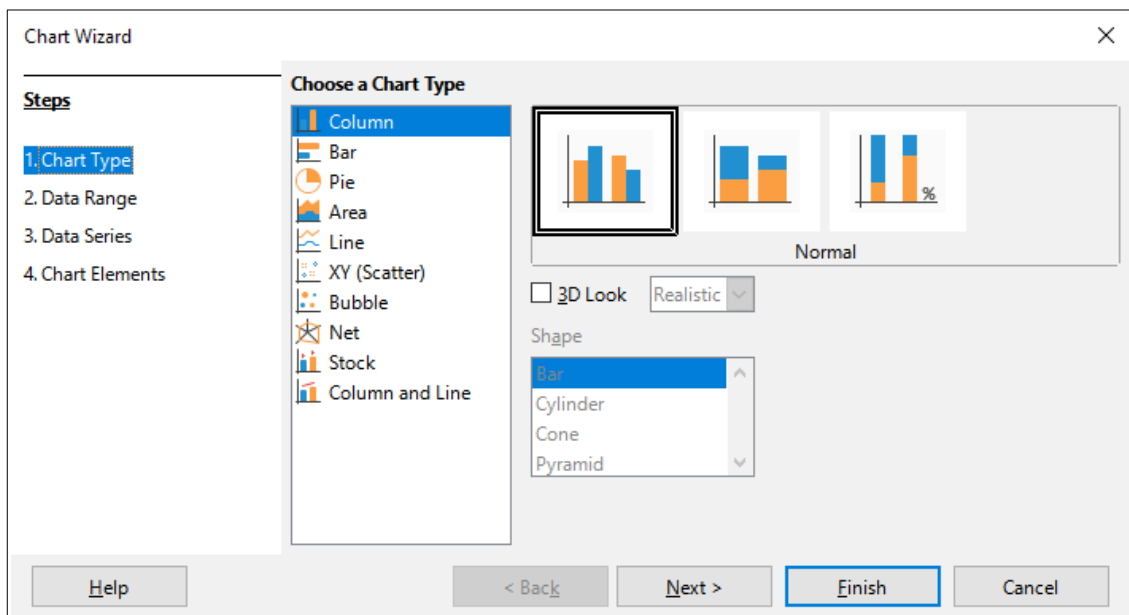 Chart Wizard
Steps
1. Chart Type
2. Data Range
3. Data Series
4. Chart Elements
Choose a Chart Type
Column
Bar
Pie
Area
Line
XY (Scatter)
Bubble
Net
Stock
Column and Line
%
Normal
3D Look Realistic
Shape
Bar
Cylinder
Cone
Pyramid
Help < Back Next > Finish Cancel